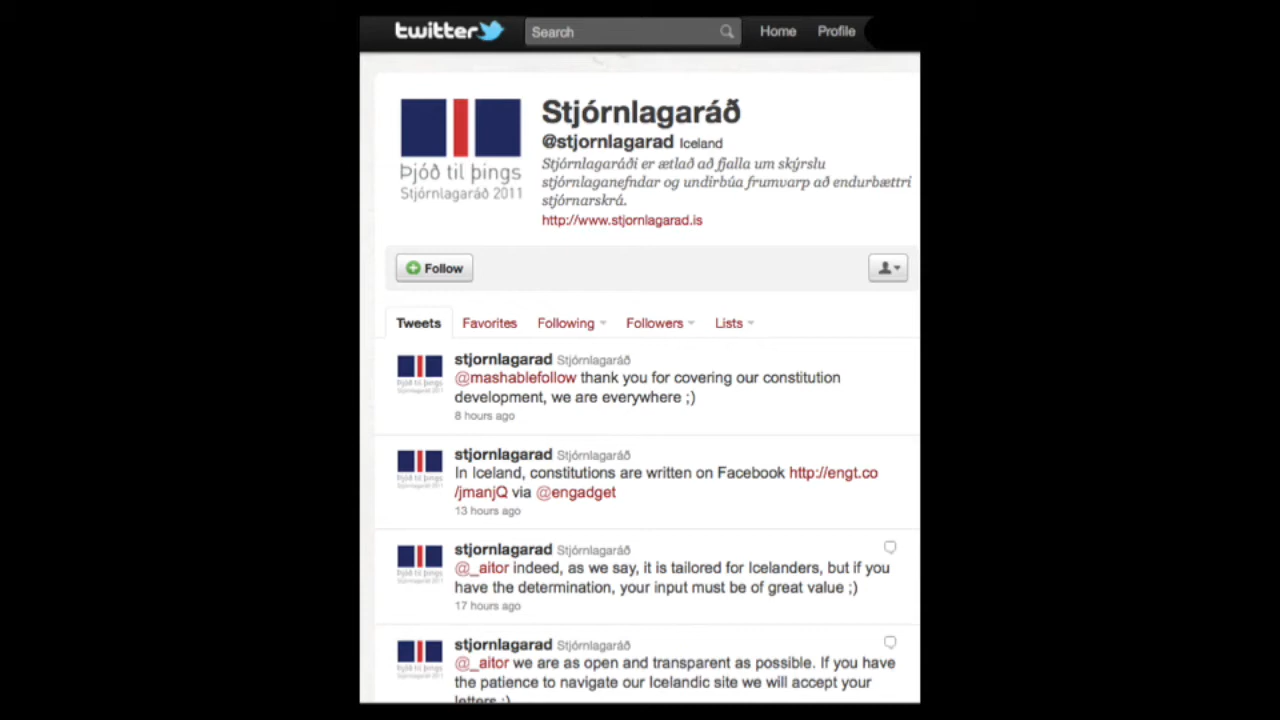 twitter
Search
Home
Profile
Stjórnlagaráð
@stjornlagarad Iceland
Þjóð til þings
Stjórnlagaráð 2011
Stjórnlagaráði er ætlað að fjalla um skýrslu
stjórnlaganefndar og undirbúa frumvarp að endurbættri
stjórnarskrá.
http://www.stjornlagarad.is
Follow
Tweets Favorites Following Followers Lists
stjornlagarad Stjórnlagaráð
@mashablefollow thank you for covering our constitution
development, we are everywhere ;)
8 hours ago
stjornlagarad Stjórnlagaráð
In Iceland, constitutions are written on Facebook http://engt.co
/jmanjQ via @engadget
13 hours ago
stjornlagarad Stjórnlagaráð
@_aitor indeed, as we say, it is tailored for Icelanders, but if you
have the determination, your input must be of great value ;)
17 hours ago
stjornlagarad Stjórnlagaráð
@_aitor we are as open and transparent as possible. If you have
the patience to navigate our Icelandic site we will accept your
letters :)